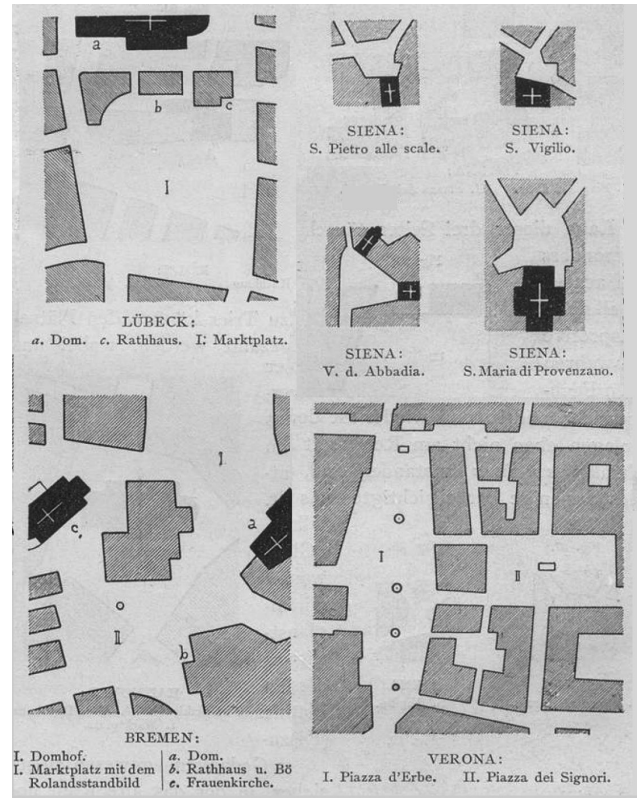 a
b
c
I
LÜBECK:
a. Dom. c. Rathhaus. I. Marktplatz.
SIENA:
S. Pietro alle scale.
SIENA:
S. Vigilio.
SIENA:
V. d. Abbadia.
SIENA:
S. Maria di Provenzano.
I
c.
a
II
b
BREMEN:
I. Domhof.
I. Marktplatz mit dem
Rolandsstandbild
a. Dom.
b. Rathhaus u. Bö
c. Frauenkirche.
I
II
VERONA:
I. Piazza d'Erbe. II. Piazza dei Signori.